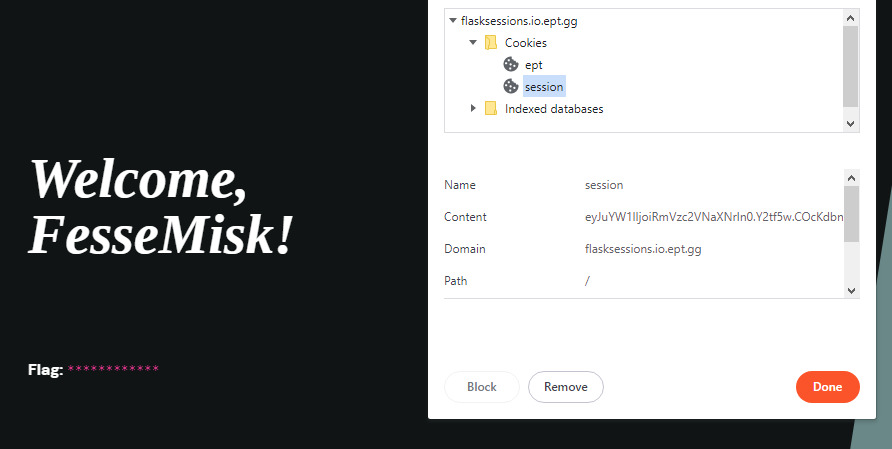 Welcome,
FesseMisk!
Flag: ************
flasksessions.io.ept.gg
Cookies
ept
session
Indexed databases
Name session
Content eyJuYW1lIjoiRmVzc2VNaXNrIn0.Y2tf5w.COcKdbn
Domain flasksessions.io.ept.gg
Path /
Block Remove Done